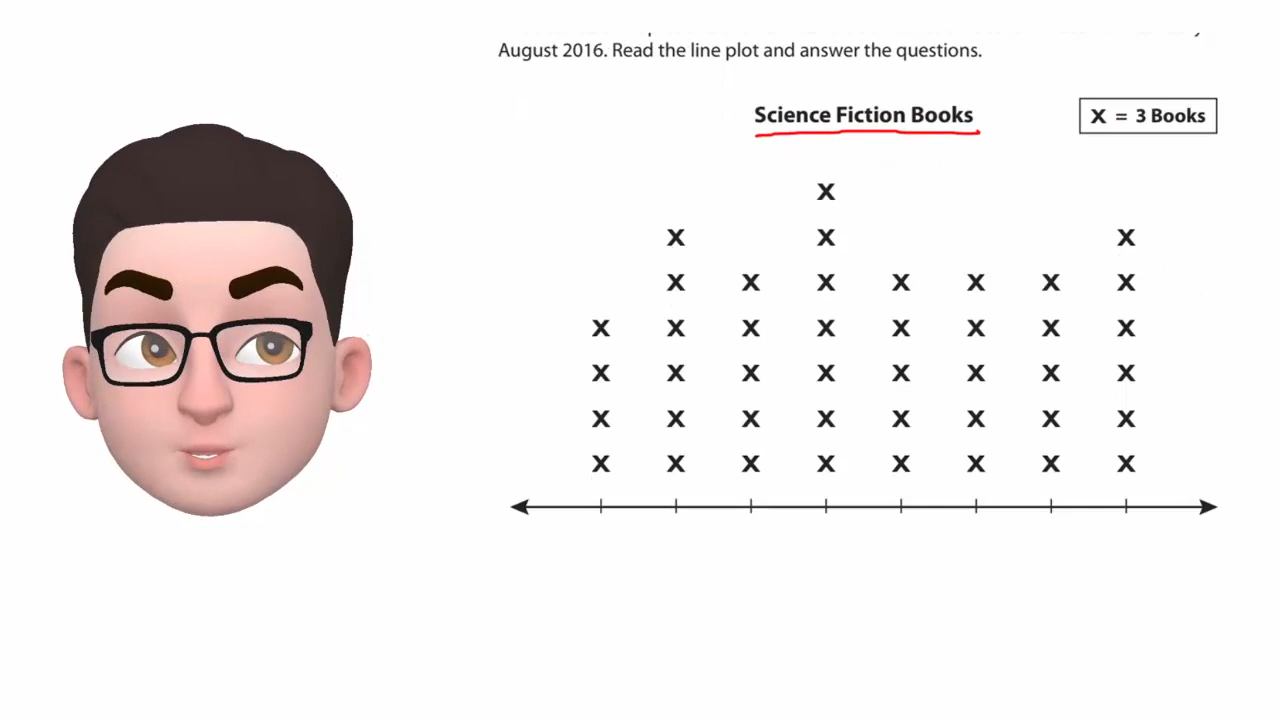 August 2016. Read the line plot and answer the questions.
Science Fiction Books
X = 3 Books
X
X X X
X X X X X X X
X X X X X X X X
X X X X X X X X
X X X X X X X X
X X X X X X X X